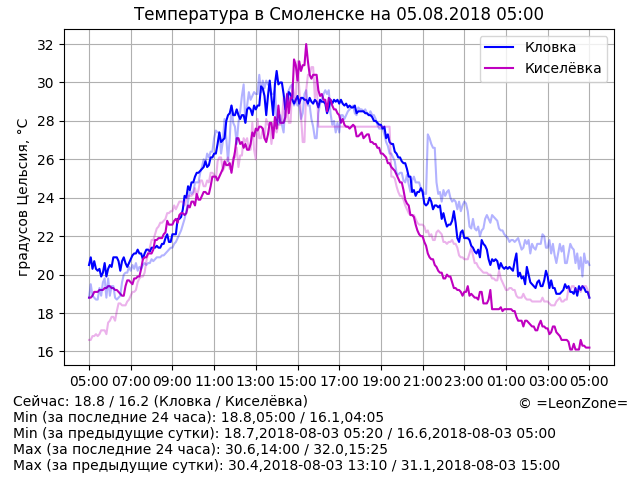 Температура в Смоленске на 05.08.2018 05:00
градусов Цельсия, °C
32
30
28
26
24
22
20
18
16
Кловка
Киселёвка
05:00 07:00 09:00 11:00 13:00 15:00 17:00 19:00 21:00 23:00 01:00 03:00 05:00
Сейчас: 18.8 / 16.2 (Кловка / Киселёвка)
© =LeonZone=
Min (за последние 24 часа): 18.8,05:00 / 16.1,04:05
Min (за предыдущие сутки): 18.7,2018-08-03 05:20 / 16.6,2018-08-03 05:00
Max (за последние 24 часа): 30.6,14:00 / 32.0,15:25
Max (за предыдущие сутки): 30.4,2018-08-03 13:10 / 31.1,2018-08-03 15:00